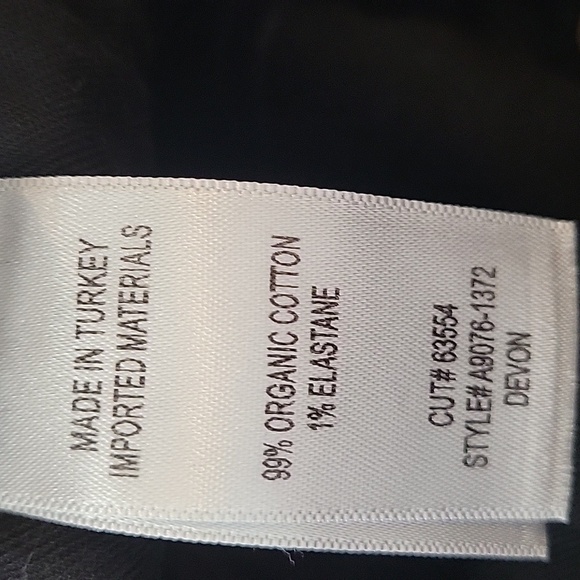 MADE IN TURKEY
IMPORTED MATERIALS
99% ORGANIC COTTON
1% ELASTANE
CUT# 63554
STYLE# A9076-1372
DEVON